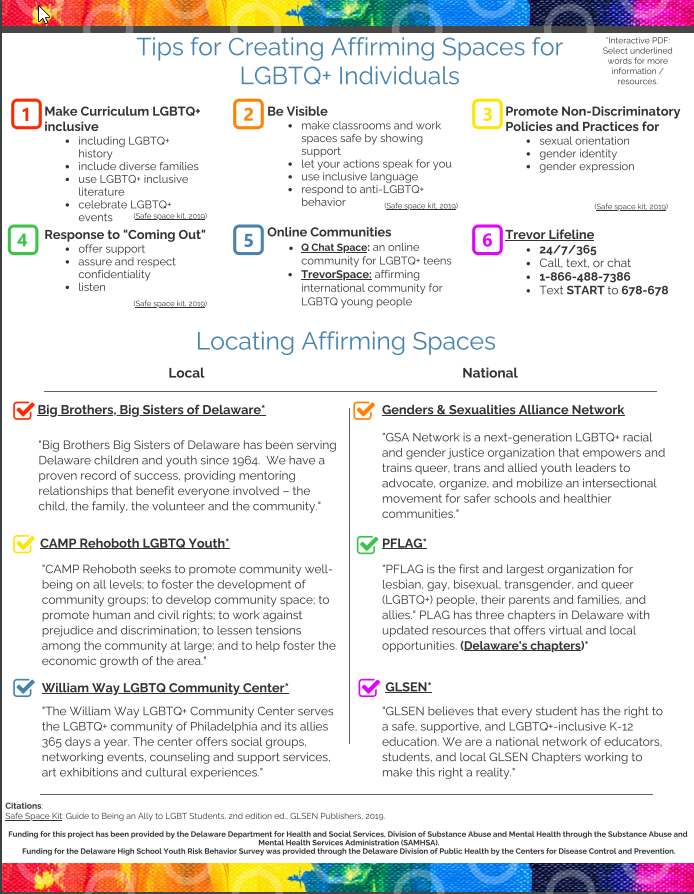 Tips for Creating Affirming Spaces for
LGBTQ+ Individuals
*Interactive PDF:
Select underlined
words for more
information /
resources.
1
Make Curriculum LGBTQ+
inclusive
• including LGBTQ+
history
• include diverse families
• use LGBTQ+ inclusive
literature
• celebrate LGBTQ+
events
(Safe space kit, 2019)
2
Be Visible
• make classrooms and work
spaces safe by showing
support
• let your actions speak for you
• use inclusive language
• respond to anti-LGBTQ+
behavior
(Safe space kit, 2019)
3
Promote Non-Discriminatory
Policies and Practices for
• sexual orientation
• gender identity
• gender expression
(Safe space kit, 2019)
4
Response to "Coming Out"
• offer support
• assure and respect
confidentiality
• listen
(Safe space kit, 2019)
5
Online Communities
• Q Chat Space: an online
community for LGBTQ+ teens
• TrevorSpace: affirming
international community for
LGBTQ young people
6
Trevor Lifeline
• 24/7/365
• Call, text, or chat
• 1-866-488-7386
• Text START to 678-678
Locating Affirming Spaces
Local
Big Brothers, Big Sisters of Delaware*
"Big Brothers Big Sisters of Delaware has been serving
Delaware children and youth since 1964. We have a
proven record of success, providing mentoring
relationships that benefit everyone involved – the
child, the family, the volunteer and the community."
CAMP Rehoboth LGBTQ Youth*
"CAMP Rehoboth seeks to promote community well-
being on all levels; to foster the development of
community groups; to develop community space; to
promote human and civil rights; to work against
prejudice and discrimination; to lessen tensions
among the community at large; and to help foster the
economic growth of the area."
William Way LGBTQ Community Center*
"The William Way LGBTQ+ Community Center serves
the LGBTQ+ community of Philadelphia and its allies
365 days a year. The center offers social groups,
networking events, counseling and support services,
art exhibitions and cultural experiences."
National
Genders & Sexualities Alliance Network
"GSA Network is a next-generation LGBTQ+ racial
and gender justice organization that empowers and
trains queer, trans and allied youth leaders to
advocate, organize, and mobilize an intersectional
movement for safer schools and healthier
communities."
PFLAG*
"PFLAG is the first and largest organization for
lesbian, gay, bisexual, transgender, and queer
(LGBTQ+) people, their parents and families, and
allies." PLAG has three chapters in Delaware with
updated resources that offers virtual and local
opportunities. (Delaware's chapters)*
GLSEN*
"GLSEN believes that every student has the right to
a safe, supportive, and LGBTQ+-inclusive K-12
education. We are a national network of educators,
students, and local GLSEN Chapters working to
make this right a reality."
Citations:
Safe Space Kit: Guide to Being an Ally to LGBT Students. 2nd edition ed., GLSEN Publishers, 2019.
Funding for this project has been provided by the Delaware Department for Health and Social Services, Division of Substance Abuse and Mental Health through the Substance Abuse and
Mental Health Services Administration (SAMHSA).
Funding for the Delaware High School Youth Risk Behavior Survey was provided through the Delaware Division of Public Health by the Centers for Disease Control and Prevention.